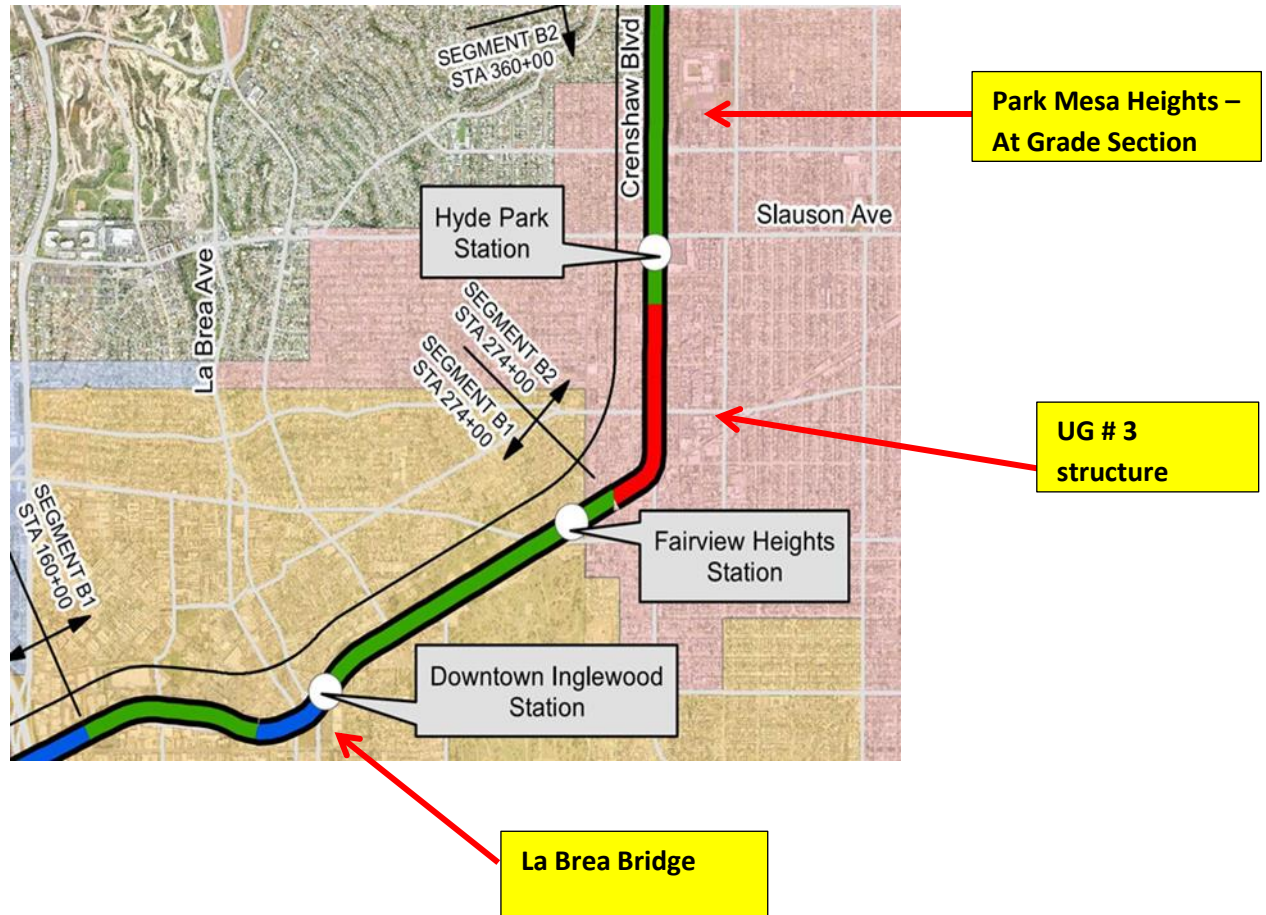 SEGMENT B2
STA 360+00
Crenshaw Blvd
Park Mesa Heights –
At Grade Section
Hyde Park
Station
Slauson Ave
La Brea Ave
SEGMENT B2
STA 274+00
SEGMENT B1
STA 274+00
UG # 3
structure
SEGMENT B1
STA 160+00
Fairview Heights
Station
Downtown Inglewood
Station
La Brea Bridge